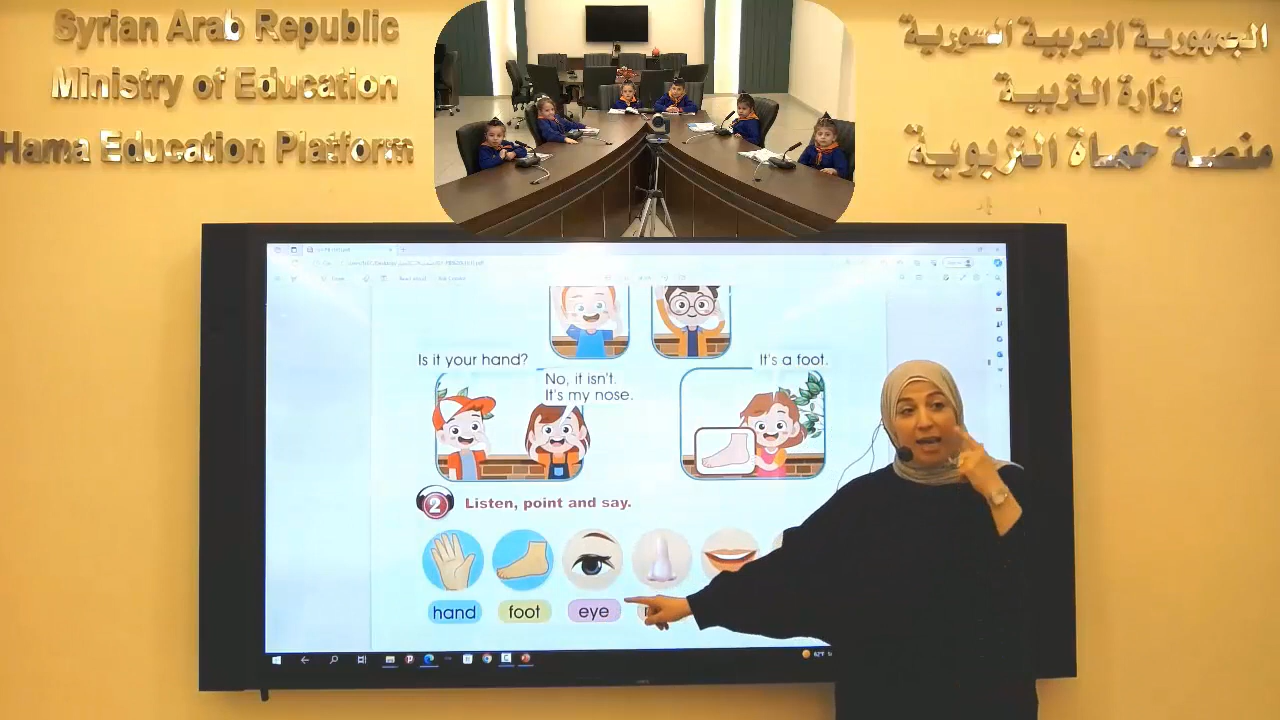 Syrian Arab Republic
Ministry of Education
Hama Education Platform
الجمهورية العربية السورية
وزارة التربية
منصة حماة التربوية
Is it your hand?
No, it isn't.
It's my nose.
It's a foot.
2 Listen, point and say.
hand foot eye